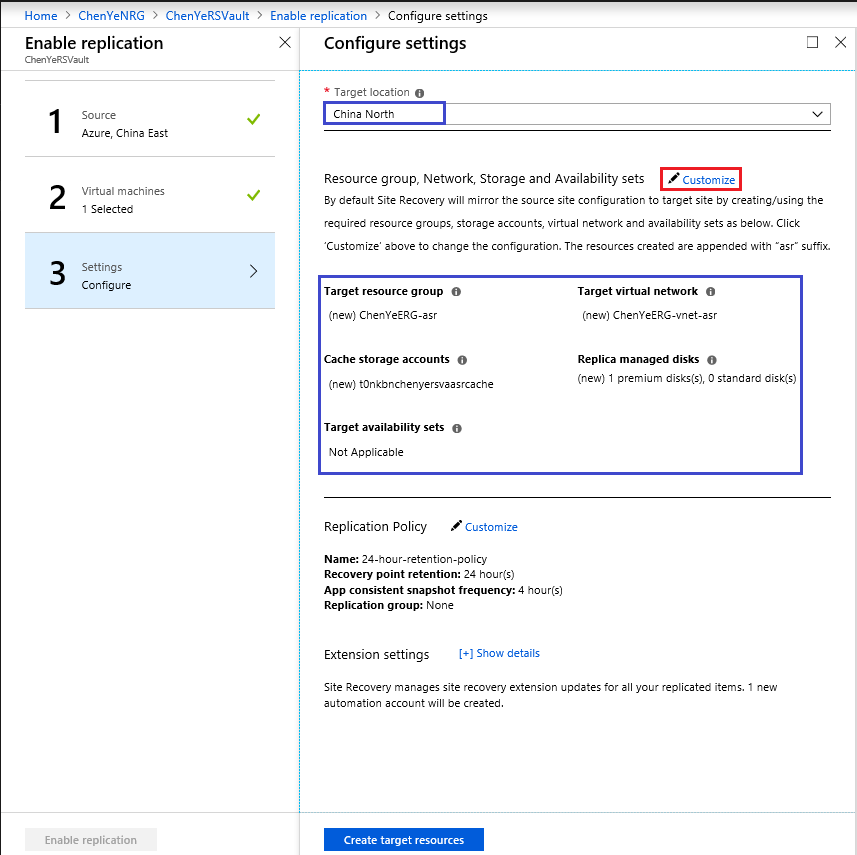 Home > ChenYeNRG > ChenYeRSVault > Enable replication > Configure settings
Enable replication
ChenYeRSVault
1
Source
Azure, China East
2
Virtual machines
1 Selected
3
Settings
Configure
Enable replication
Configure settings
* Target location
China North
Resource group, Network, Storage and Availability sets Customize
By default Site Recovery will mirror the source site configuration to target site by creating/using the
required resource groups, storage accounts, virtual network and availability sets as below. Click
'Customize' above to change the configuration. The resources created are appended with “asr” suffix.
Target resource group
(new) ChenYeERG-asr
Target virtual network
(new) ChenYeERG-vnet-asr
Cache storage accounts
(new) t0nkbnchenyersvaasrcache
Replica managed disks
(new) 1 premium disks(s), 0 standard disk(s)
Target availability sets
Not Applicable
Replication Policy Customize
Name: 24-hour-retention-policy
Recovery point retention: 24 hour(s)
App consistent snapshot frequency: 4 hour(s)
Replication group: None
Extension settings [+] Show details
Site Recovery manages site recovery extension updates for all your replicated items. 1 new
automation account will be created.
Create target resources